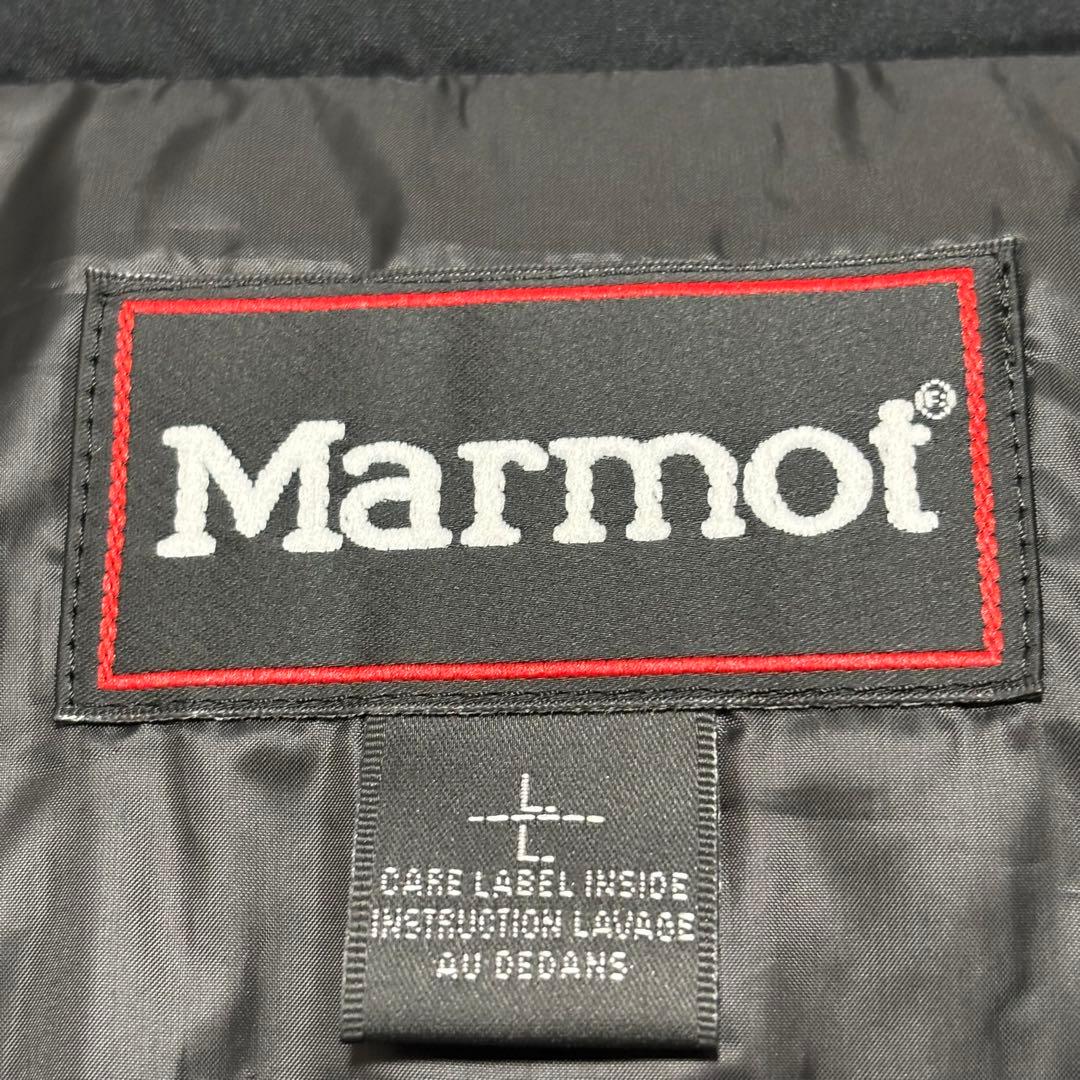 Marmot®
L.
L.
CARE LABEL INSIDE
INSTRUCTION LAVAGE
AU DEDANS